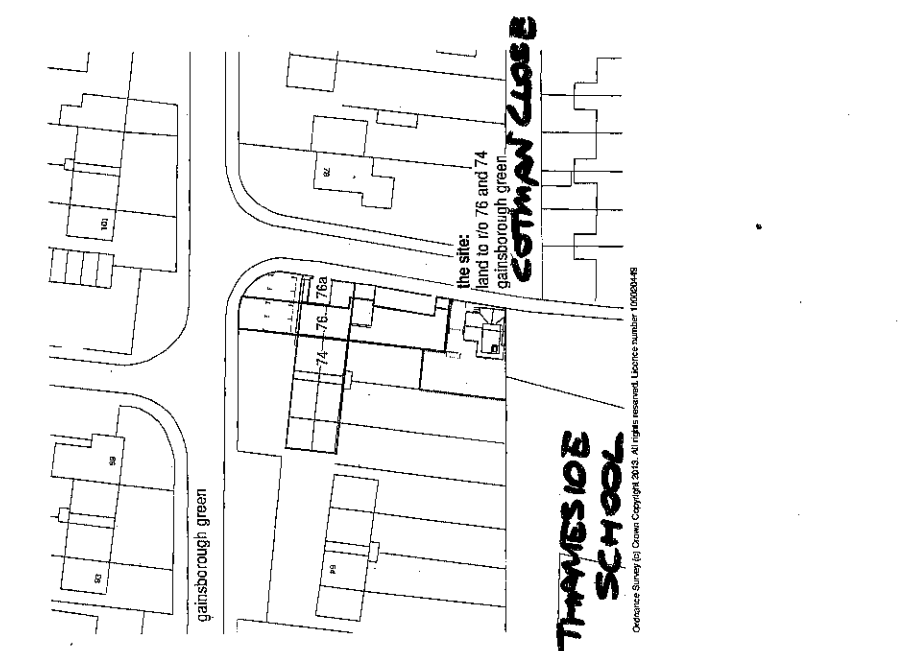 COTMAN CLOSE
the site:
land to r/o 76 and 74
gainsborough green
78
101
76a
76
74
gainsborough green
64
THAMESIDE
SCHOOL
Ordnance Survey (c) Crown Copyright 2013. All rights reserved. Licence number 100020449